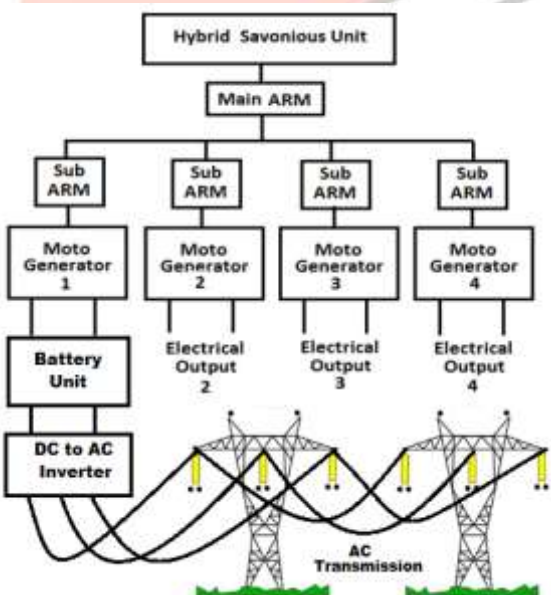 Hybrid Savonious Unit
Main ARM
Sub
ARM
Sub
ARM
Sub
ARM
Sub
ARM
Moto
Generator
1
Moto
Generator
2
Moto
Generator
3
Moto
Generator
4
Battery
Unit
Electrical
Output
2
Electrical
Output
3
Electrical
Output
4
DC to AC
Inverter
AC
Transmission